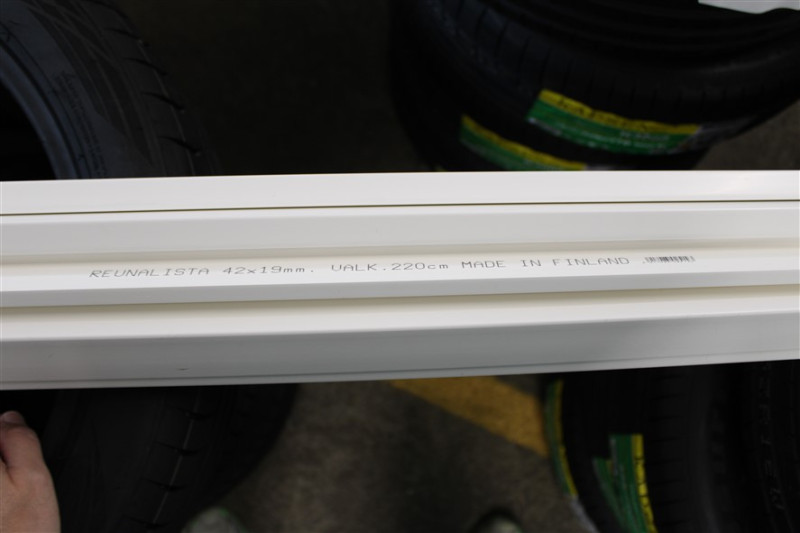 REUNALISTA 42x19mm. VALK.220cm MADE IN FINLAND